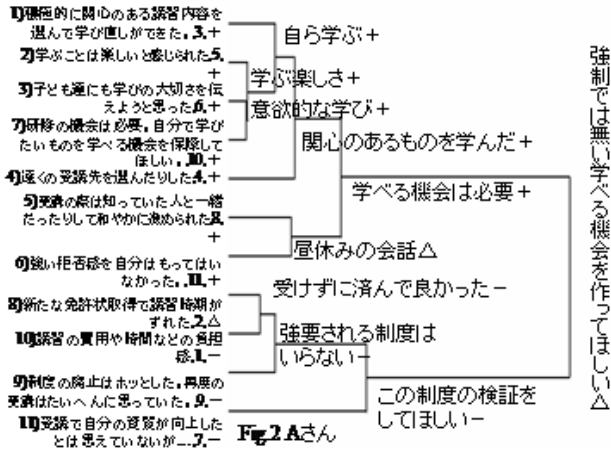 1)積極的に関心のある講習内容を
選んで学び直しができた。3.+
2)学ぶことは楽しいと感じられた5.
+
3)子ども達にも学びの大切さを伝
えようと思った6.+
7)研修の機会は必要。自分で学び
たいものを学べる機会を保障して
ほしい。10.+
4)遠くの受講先を選んだりした4.+
5)受講の際は知っていた人と一緒
だったりして和やかに進められた8.
+
6)強い拒否感を自分はもってはい
なかった。11.+
8)新たな免許状取得で講習時期が
ずれた2.△
10)講習の費用や時間などの負担
感1.ー
9)制度の廃止はホッとした。再度の
受講はたいへんに思っていた。9.ー
11)受講で自分の資質が向上した
とは思えていないが…7.ー
自ら学ぶ+
学ぶ楽しさ+
意欲的な学び+
関心のあるものを学んだ+
学べる機会は必要+
昼休みの会話△
受けずに済んで良かったー
強要される制度は
いらないー
この制度の検証を
してほしいー
強制では無い学べる機会を作ってほしい△
Fig.2 Aさん